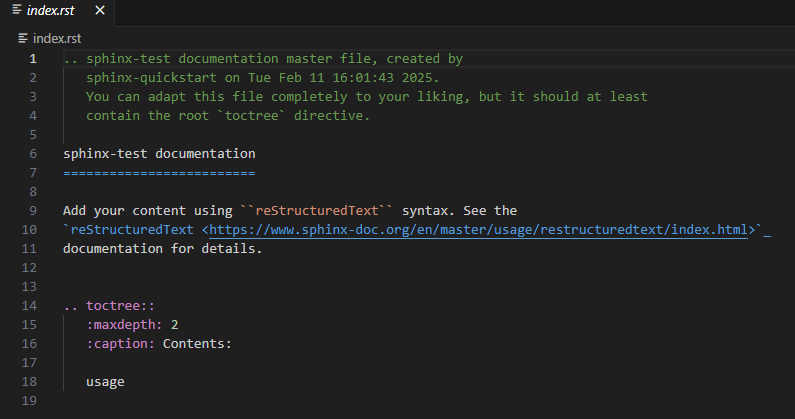 index.rst
index.rst
1 .. sphinx-test documentation master file, created by
2    sphinx-quickstart on Tue Feb 11 16:01:43 2025.
3    You can adapt this file completely to your liking, but it should at least
4    contain the root `toctree` directive.
5
6 sphinx-test documentation
7 =========================
8
9 Add your content using ``reStructuredText`` syntax. See the
10 `reStructuredText <https://www.sphinx-doc.org/en/master/usage/restructuredtext/index.html>`_
11 documentation for details.
12
13
14 .. toctree::
15    :maxdepth: 2
16    :caption: Contents:
17
18    usage
19